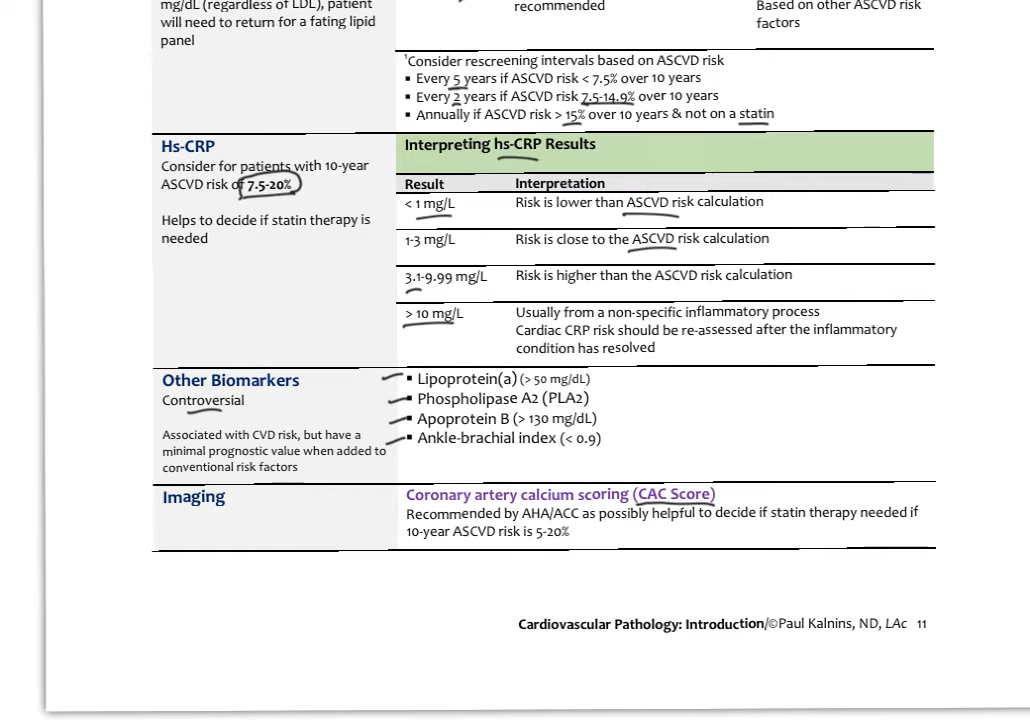 mg/dL (regardless of LDL), patient
will need to return for a fating lipid
panel
recommended
Based on other ASCVD risk
factors
¹Consider rescreening intervals based on ASCVD risk
▪ Every 5 years if ASCVD risk < 7.5% over 10 years
▪ Every 2 years if ASCVD risk 7.5-14.9% over 10 years
▪ Annually if ASCVD risk > 15% over 10 years & not on a statin
Hs-CRP
Consider for patients with 10-year
ASCVD risk of 7.5-20%
Helps to decide if statin therapy is
needed
Interpreting hs-CRP Results
Result Interpretation
< 1 mg/L Risk is lower than ASCVD risk calculation
1-3 mg/L Risk is close to the ASCVD risk calculation
3.1-9.99 mg/L Risk is higher than the ASCVD risk calculation
> 10 mg/L Usually from a non-specific inflammatory process
Cardiac CRP risk should be re-assessed after the inflammatory
condition has resolved
Other Biomarkers
Controversial
Associated with CVD risk, but have a
minimal prognostic value when added to
conventional risk factors
▪ Lipoprotein(a) (> 50 mg/dL)
▪ Phospholipase A2 (PLA2)
▪ Apoprotein B (> 130 mg/dL)
▪ Ankle-brachial index (< 0.9)
Imaging
Coronary artery calcium scoring (CAC Score)
Recommended by AHA/ACC as possibly helpful to decide if statin therapy needed if
10-year ASCVD risk is 5-20%
Cardiovascular Pathology: Introduction/©Paul Kalnins, ND, LAc 11